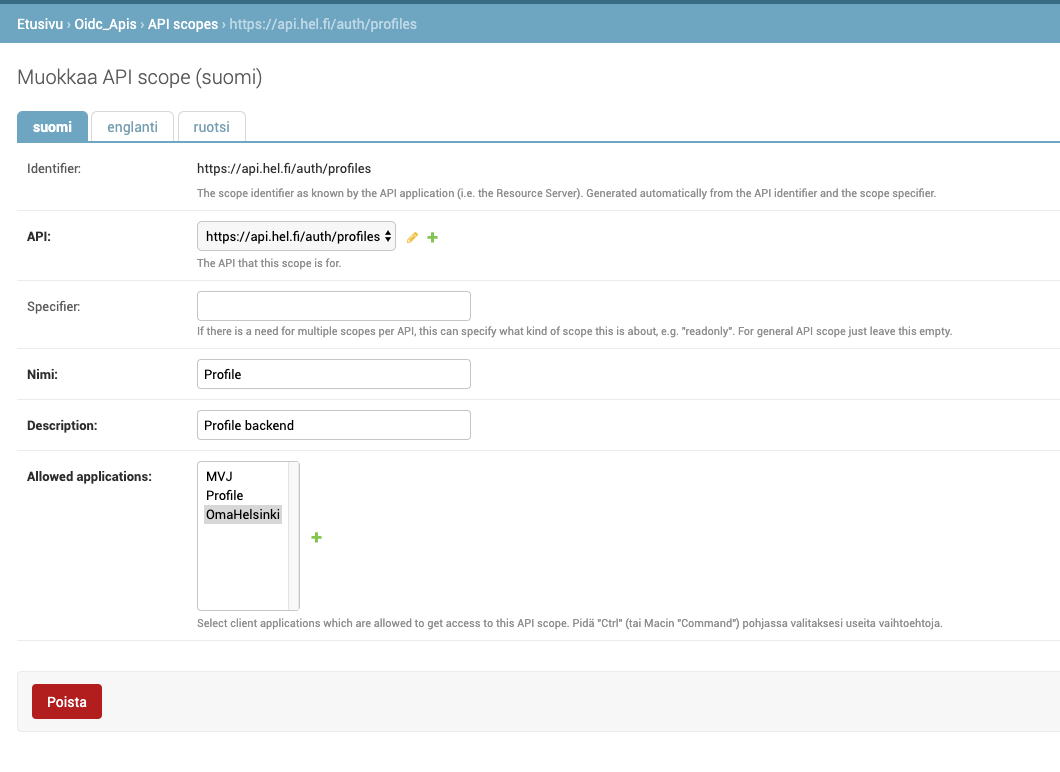 Etusivu › Oidc_Apis › API scopes › https://api.hel.fi/auth/profiles
Muokkaa API scope (suomi)
suomi englanti ruotsi
Identifier: https://api.hel.fi/auth/profiles
The scope identifier as known by the API application (i.e. the Resource Server). Generated automatically from the API identifier and the scope specifier.
API: https://api.hel.fi/auth/profiles
The API that this scope is for.
Specifier:
If there is a need for multiple scopes per API, this can specify what kind of scope this is about, e.g. "readonly". For general API scope just leave this empty.
Nimi: Profile
Description: Profile backend
Allowed applications: MVJ
Profile
OmaHelsinki
Select client applications which are allowed to get access to this API scope. Pidä "Ctrl" (tai Macin "Command") pohjassa valitaksesi useita vaihtoehtoja.
Poista